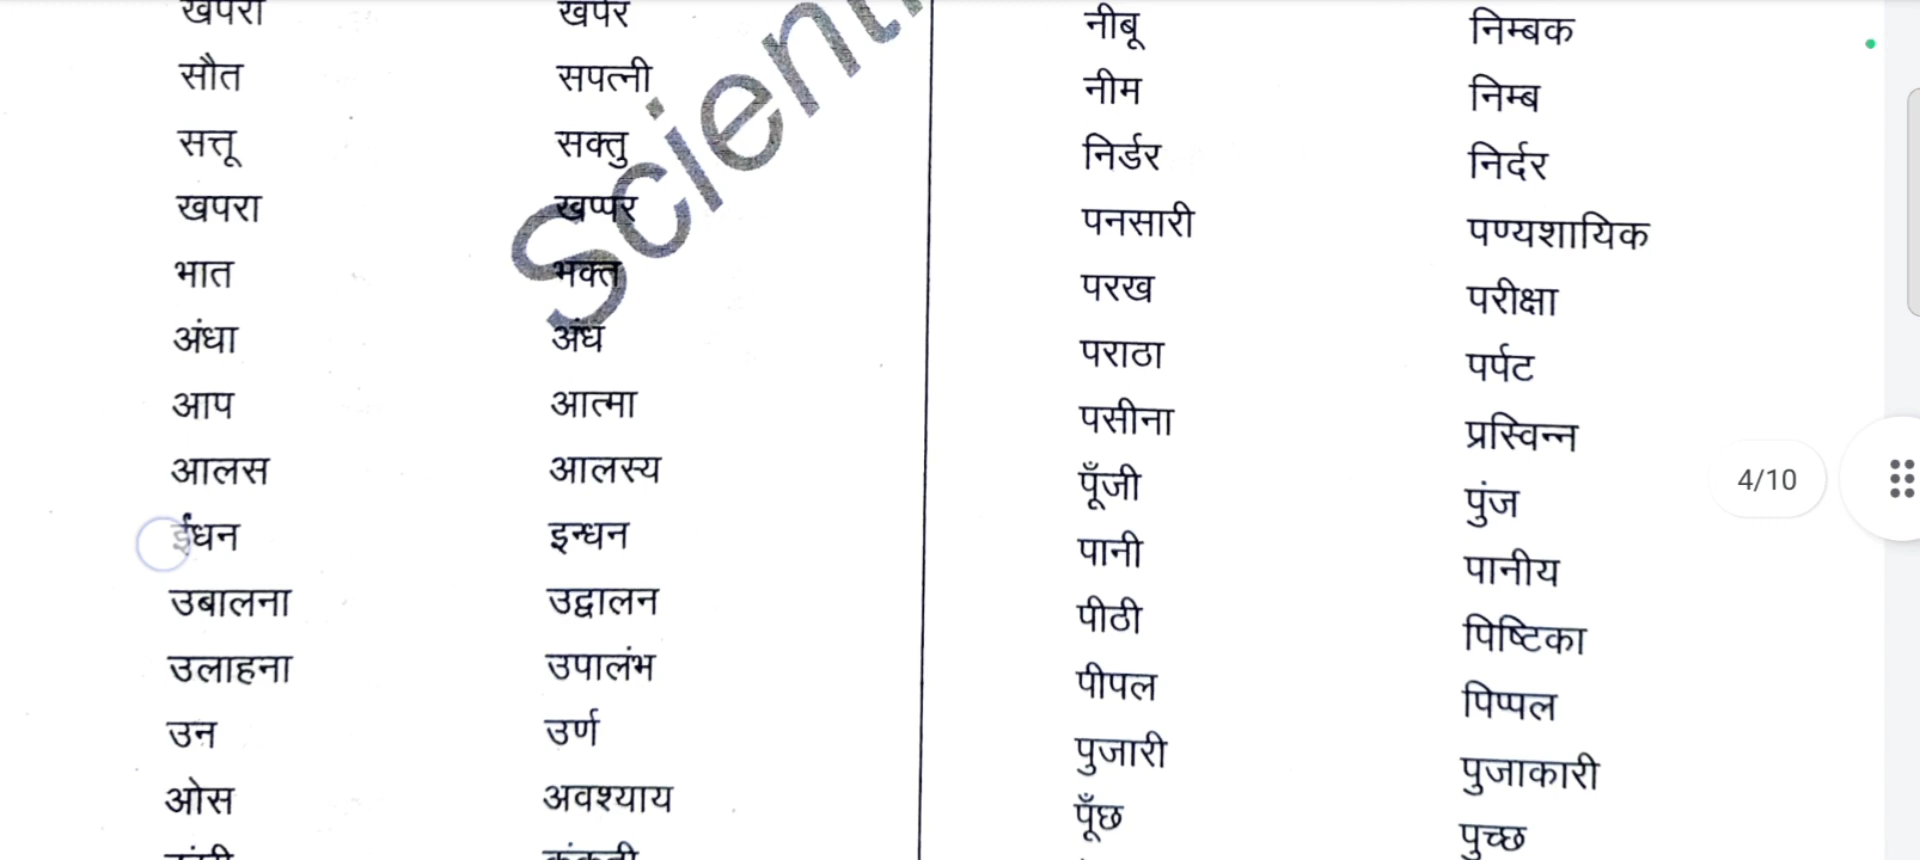 खपरा खर्पर
सौत सपत्नी
सत्तू सक्तु
खपरा खप्पर
भात भक्त
अंधा अंध
आप आत्मा
आलस आलस्य
ईंधन इन्धन
उबालना उद्वालन
उलाहना उपालंभ
उन उर्ण
ओस अवश्याय
नीबू निम्बक
नीम निम्ब
निर्डर निर्दर
पनसारी पण्यशायिक
परख परीक्षा
पराठा पर्पट
पसीना प्रस्विन्न
पूँजी पुंज
पानी पानीय
पीठी पिष्टिका
पीपल पिप्पल
पुजारी पुजाकारी
पूँछ पुच्छ
4/10